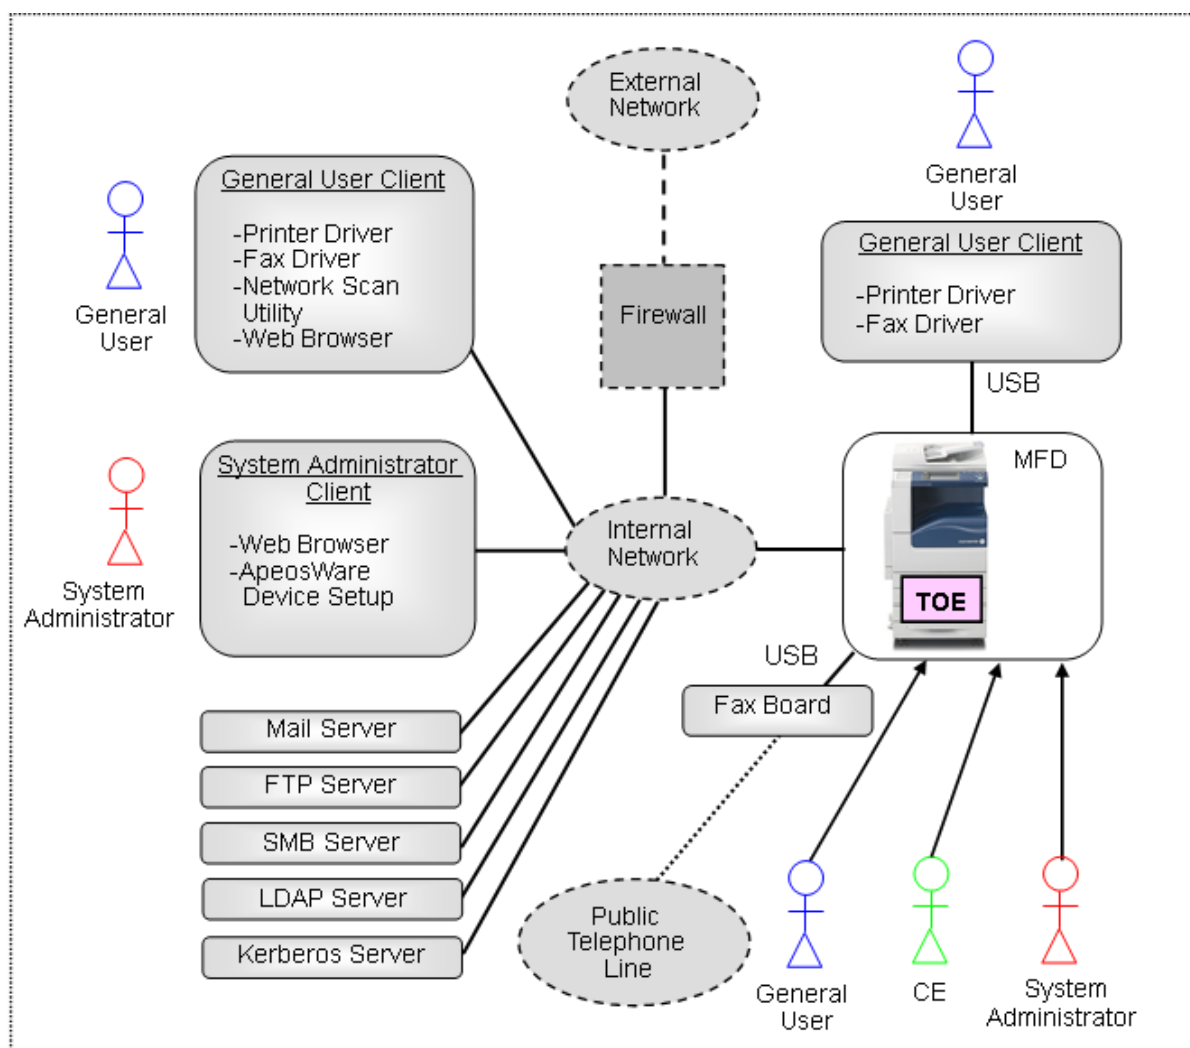 External
Network
General
User
General User Client
-Printer Driver
-Fax Driver
-Network Scan
Utility
-Web Browser
General
User
Firewall
General User Client
-Printer Driver
-Fax Driver
USB
System Administrator
Client
-Web Browser
-ApeosWare
Device Setup
System
Administrator
Internal
Network
MFD
TOE
USB
Fax Board
Mail Server
FTP Server
SMB Server
LDAP Server
Kerberos Server
Public
Telephone
Line
General
User
CE
System
Administrator